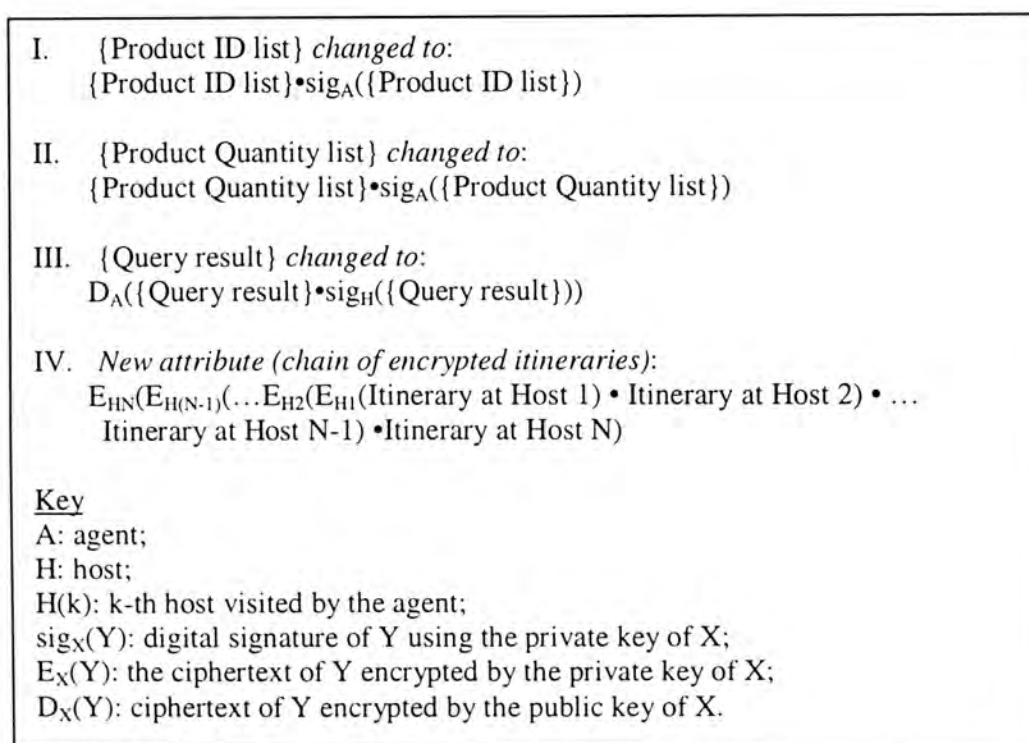 I. {Product ID list} changed to:
{Product ID list}•sigA({Product ID list})
II. {Product Quantity list} changed to:
{Product Quantity list}•sigA({Product Quantity list})
III. {Query result} changed to:
DA({Query result}•sigH({Query result}))
IV. New attribute (chain of encrypted itineraries):
EHN(EH(N-1)(…EH2(EH1(Itinerary at Host 1) • Itinerary at Host 2) • …
Itinerary at Host N-1) •Itinerary at Host N)
Key
A: agent;
H: host;
H(k): k-th host visited by the agent;
sigX(Y): digital signature of Y using the private key of X;
EX(Y): the ciphertext of Y encrypted by the private key of X;
DX(Y): ciphertext of Y encrypted by the public key of X.